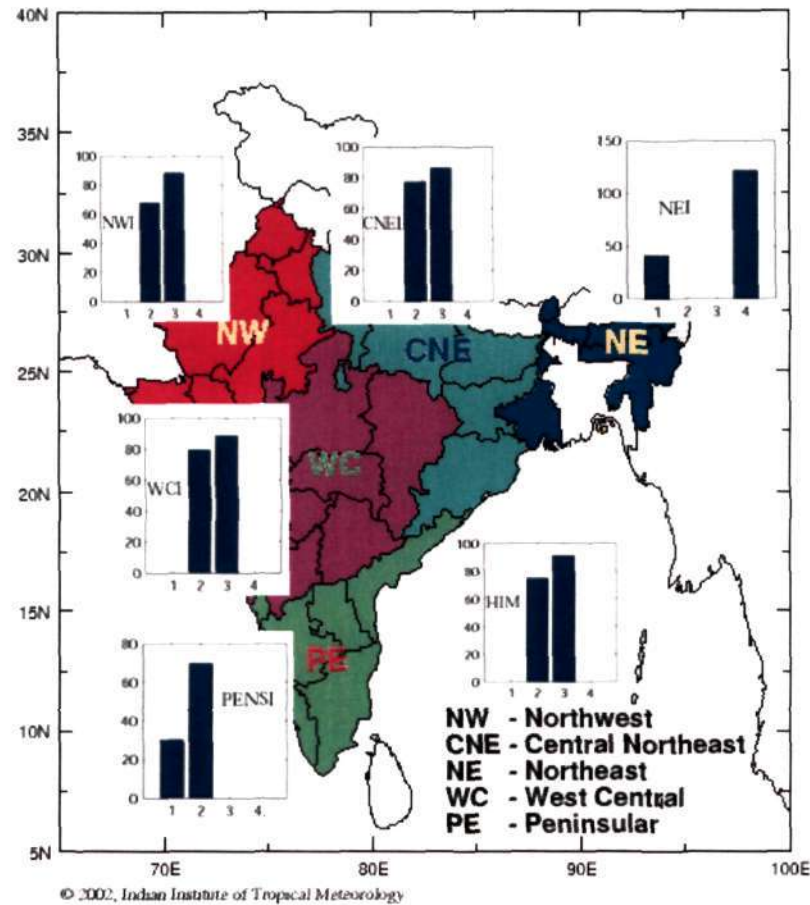 40N
35N
30N
25N
20N
15N
10N
5N
70E 80E 90E 100E
100
80
60
40
20
0
NWI
1 2 3 4
100
80
60
40
20
0
CNEI
1 2 3 4
150
100
50
0
NEI
1 2 3 4
NW
CNE
NE
100
80
60
40
20
0
WCI
1 2 3 4
WC
100
80
60
40
20
0
HIM
1 2 3 4
80
60
40
20
0
PENSI
1 2 3 4
PE
NW - Northwest
CNE - Central Northeast
NE - Northeast
WC - West Central
PE - Peninsular
© 2002, Indian Institute of Tropical Meteorology